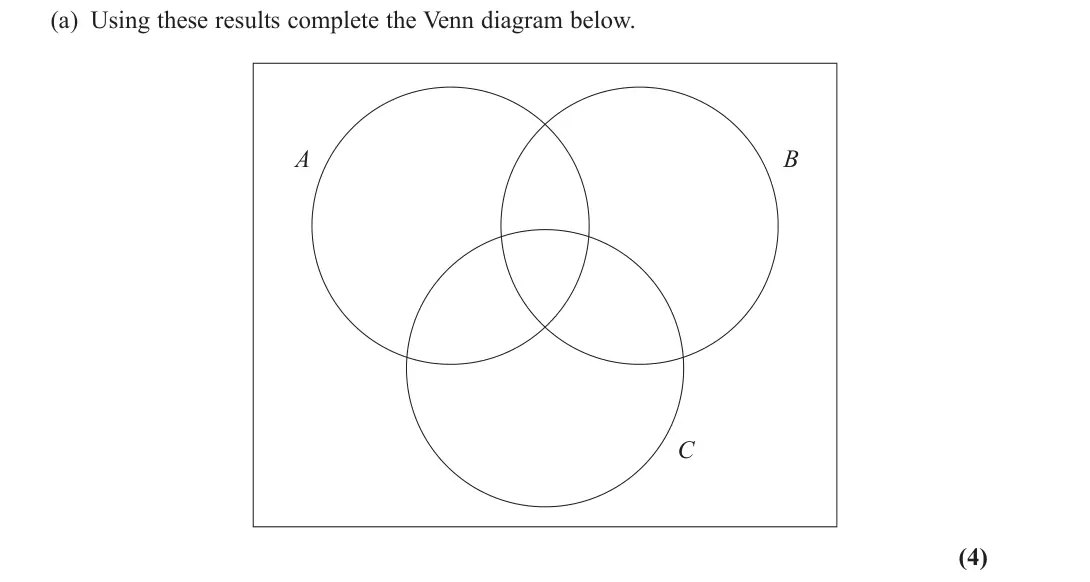 (a) Using these results complete the Venn diagram below.
A
B
C
(4)